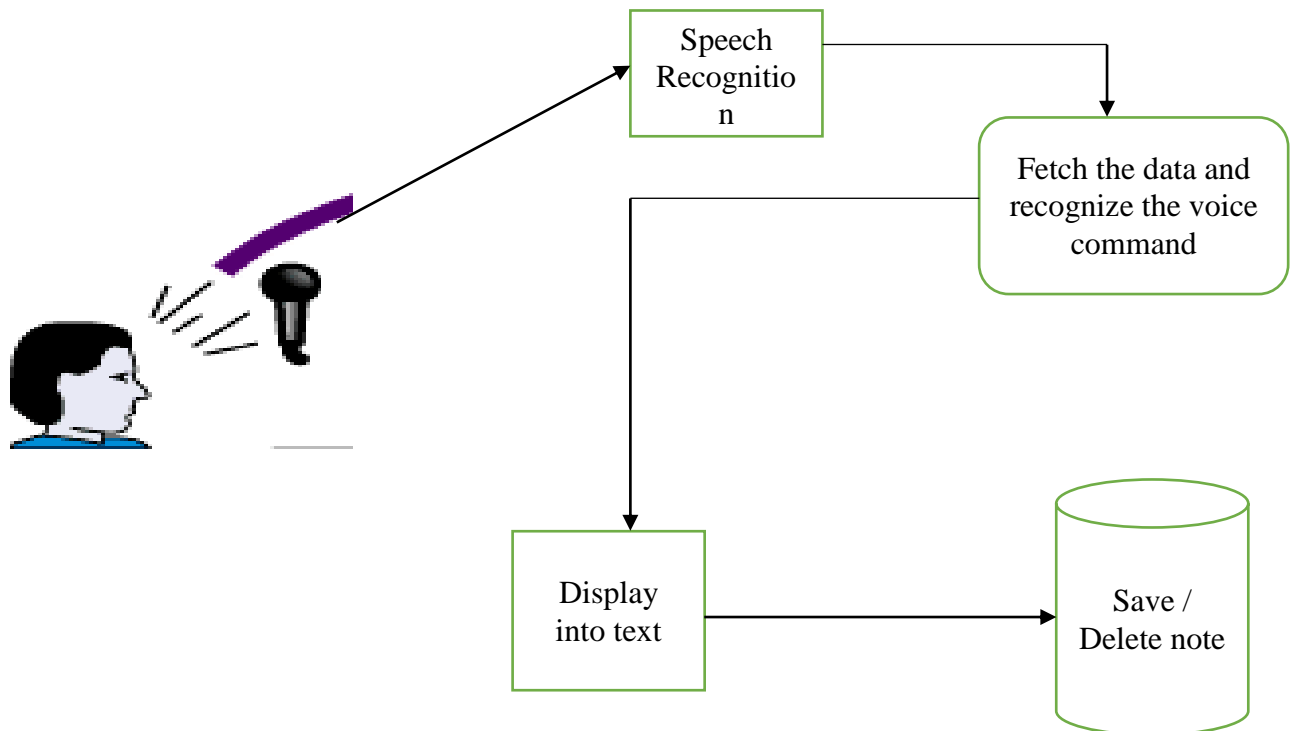 Speech
Recognitio
n
Fetch the data and
recognize the voice
command
Display
into text
Save /
Delete note